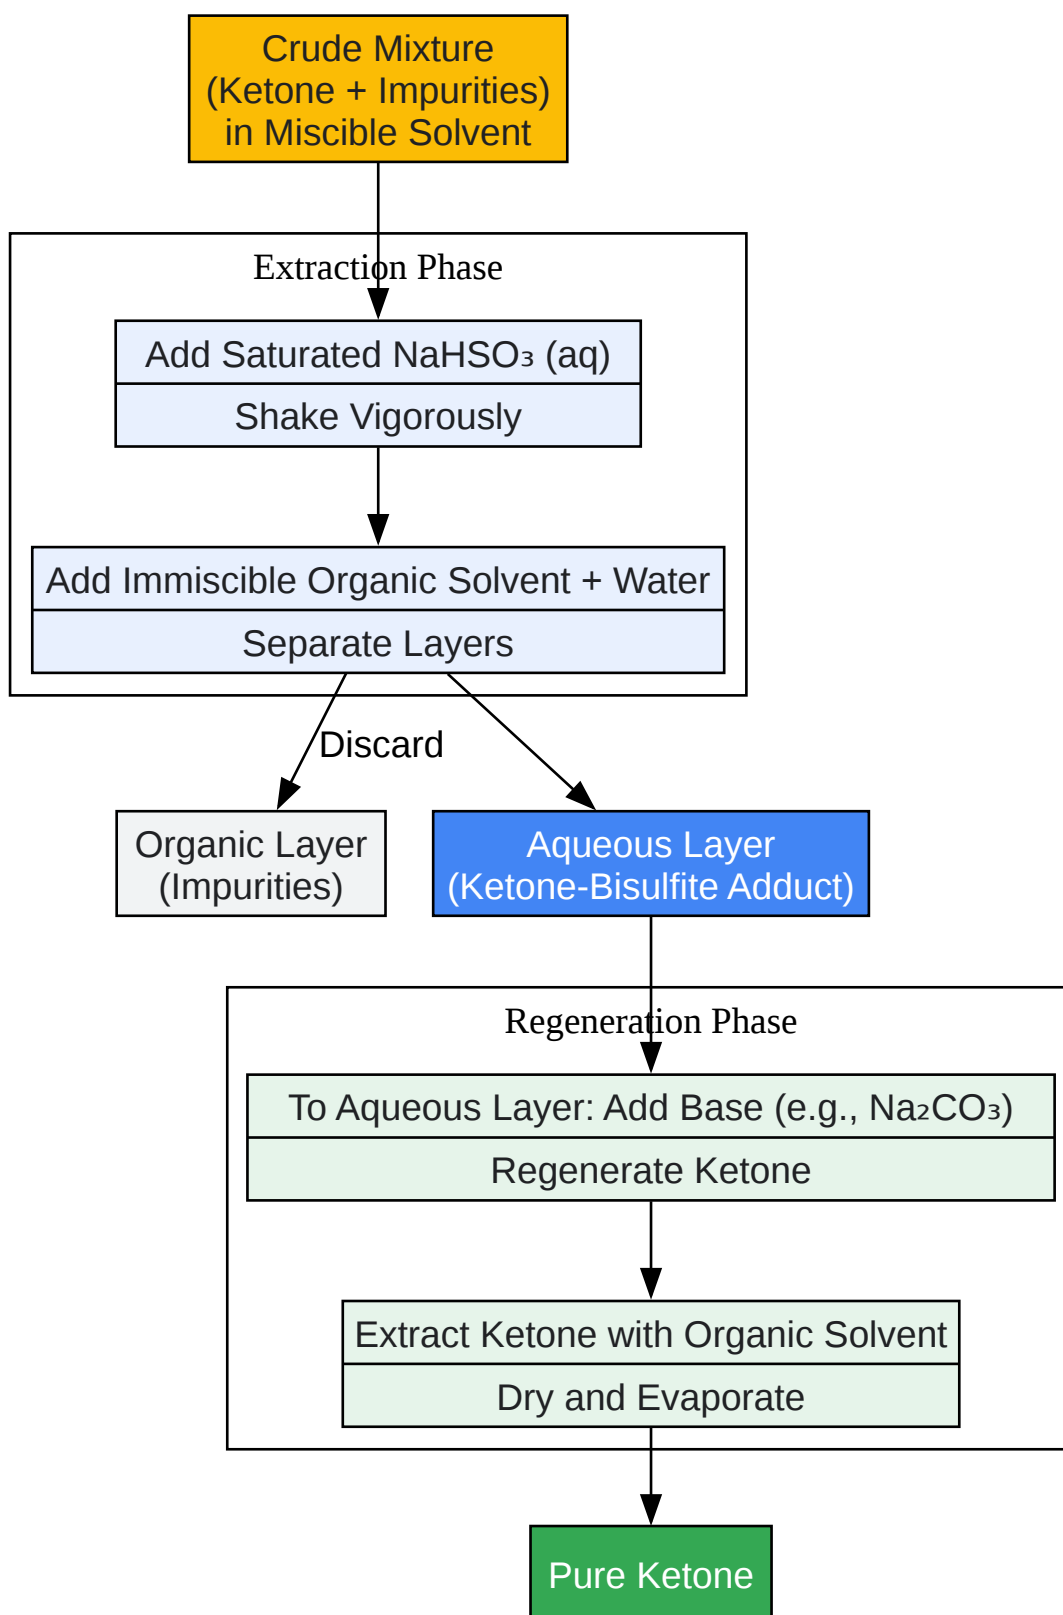 Crude Mixture
(Ketone + Impurities)
in Miscible Solvent
Extraction Phase
Add Saturated NaHSO₃ (aq)
Shake Vigorously
Add Immiscible Organic Solvent + Water
Separate Layers
Discard
Organic Layer
(Impurities)
Aqueous Layer
(Ketone-Bisulfite Adduct)
Regeneration Phase
To Aqueous Layer: Add Base (e.g., Na₂CO₃)
Regenerate Ketone
Extract Ketone with Organic Solvent
Dry and Evaporate
Pure Ketone